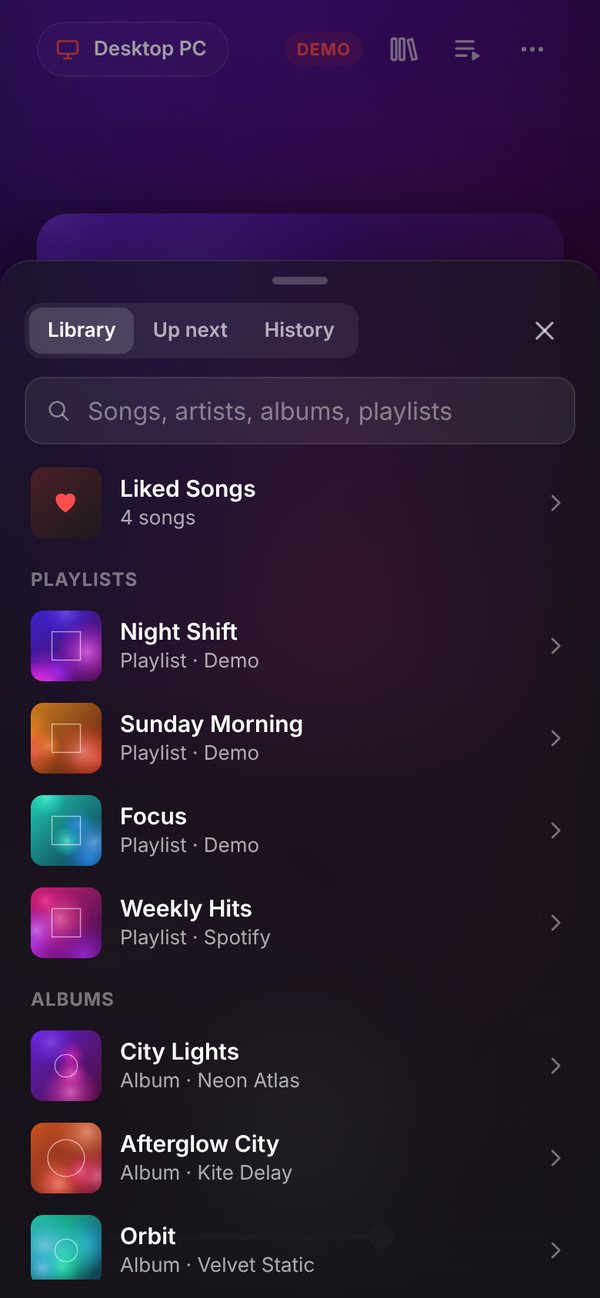 Desktop PC
DEMO
Library
Up next
History
Songs, artists, albums, playlists
Liked Songs
4 songs
PLAYLISTS
Night Shift
Playlist · Demo
Sunday Morning
Playlist · Demo
Focus
Playlist · Demo
Weekly Hits
Playlist · Spotify
ALBUMS
City Lights
Album · Neon Atlas
Afterglow City
Album · Kite Delay
Orbit
Album · Velvet Static